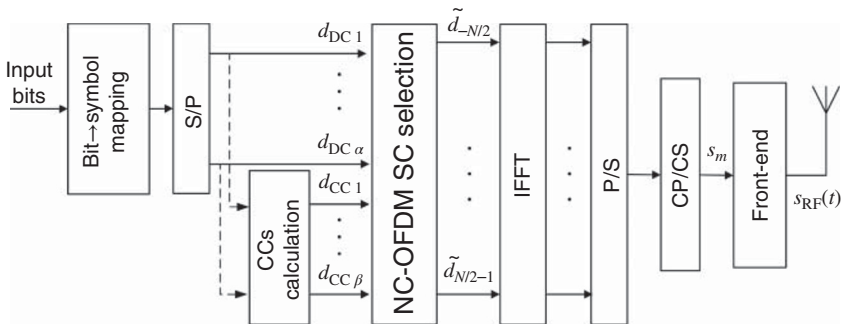 Input
bits
Bit→symbol
mapping
S/P
d_DC 1
d_DC α
d_CC 1
d_CC β
CCs
calculation
NC-OFDM SC selection
d̃_−N/2
d̃_N/2−1
IFFT
P/S
CP/CS
s_m
Front-end
s_RF(t)